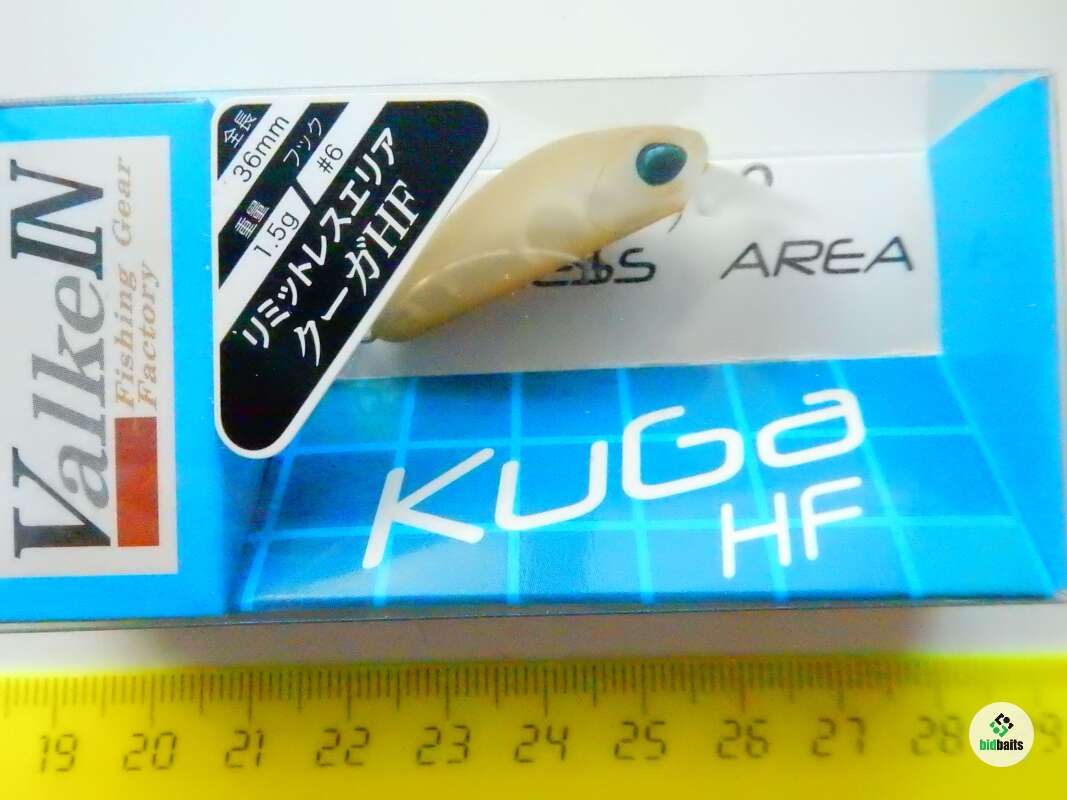 ValkeIN
Fishing Gear
Factory
全長
36mm
フック
#6
重量
1.5g
リミットレスエリア
クーガHF
AREA
KuGa
HF
19 20 21 22 23 24 25 26 27 28
bidbaits